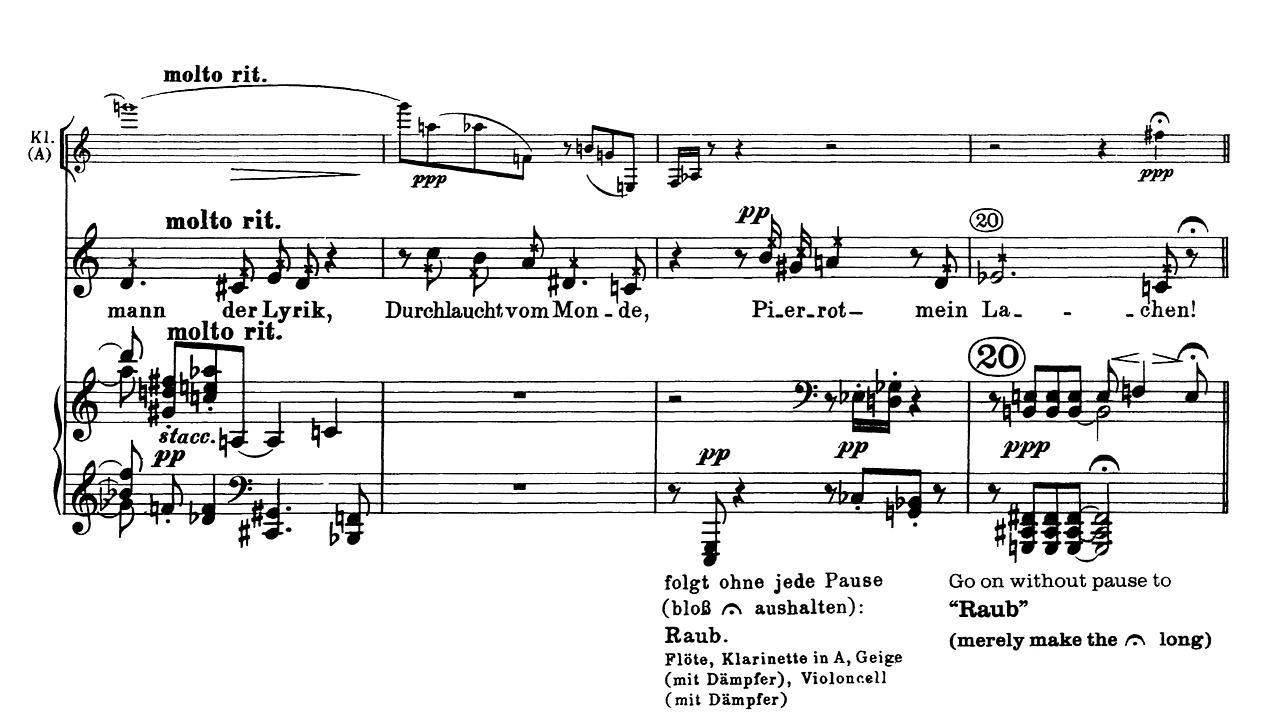 molto rit.
Kl.
(A)
ppp
ppp
molto rit.
pp
20
mann der Lyrik, Durchlaucht vom Mon - de, Pi - er - rot — mein La - - - chen!
molto rit.
20
stacc.
pp
pp
pp
ppp
folgt ohne jede Pause
(bloß aushalten):
Raub.
Flöte, Klarinette in A, Geige
(mit Dämpfer), Violoncell
(mit Dämpfer)
Go on without pause to
“Raub”
(merely make the long)